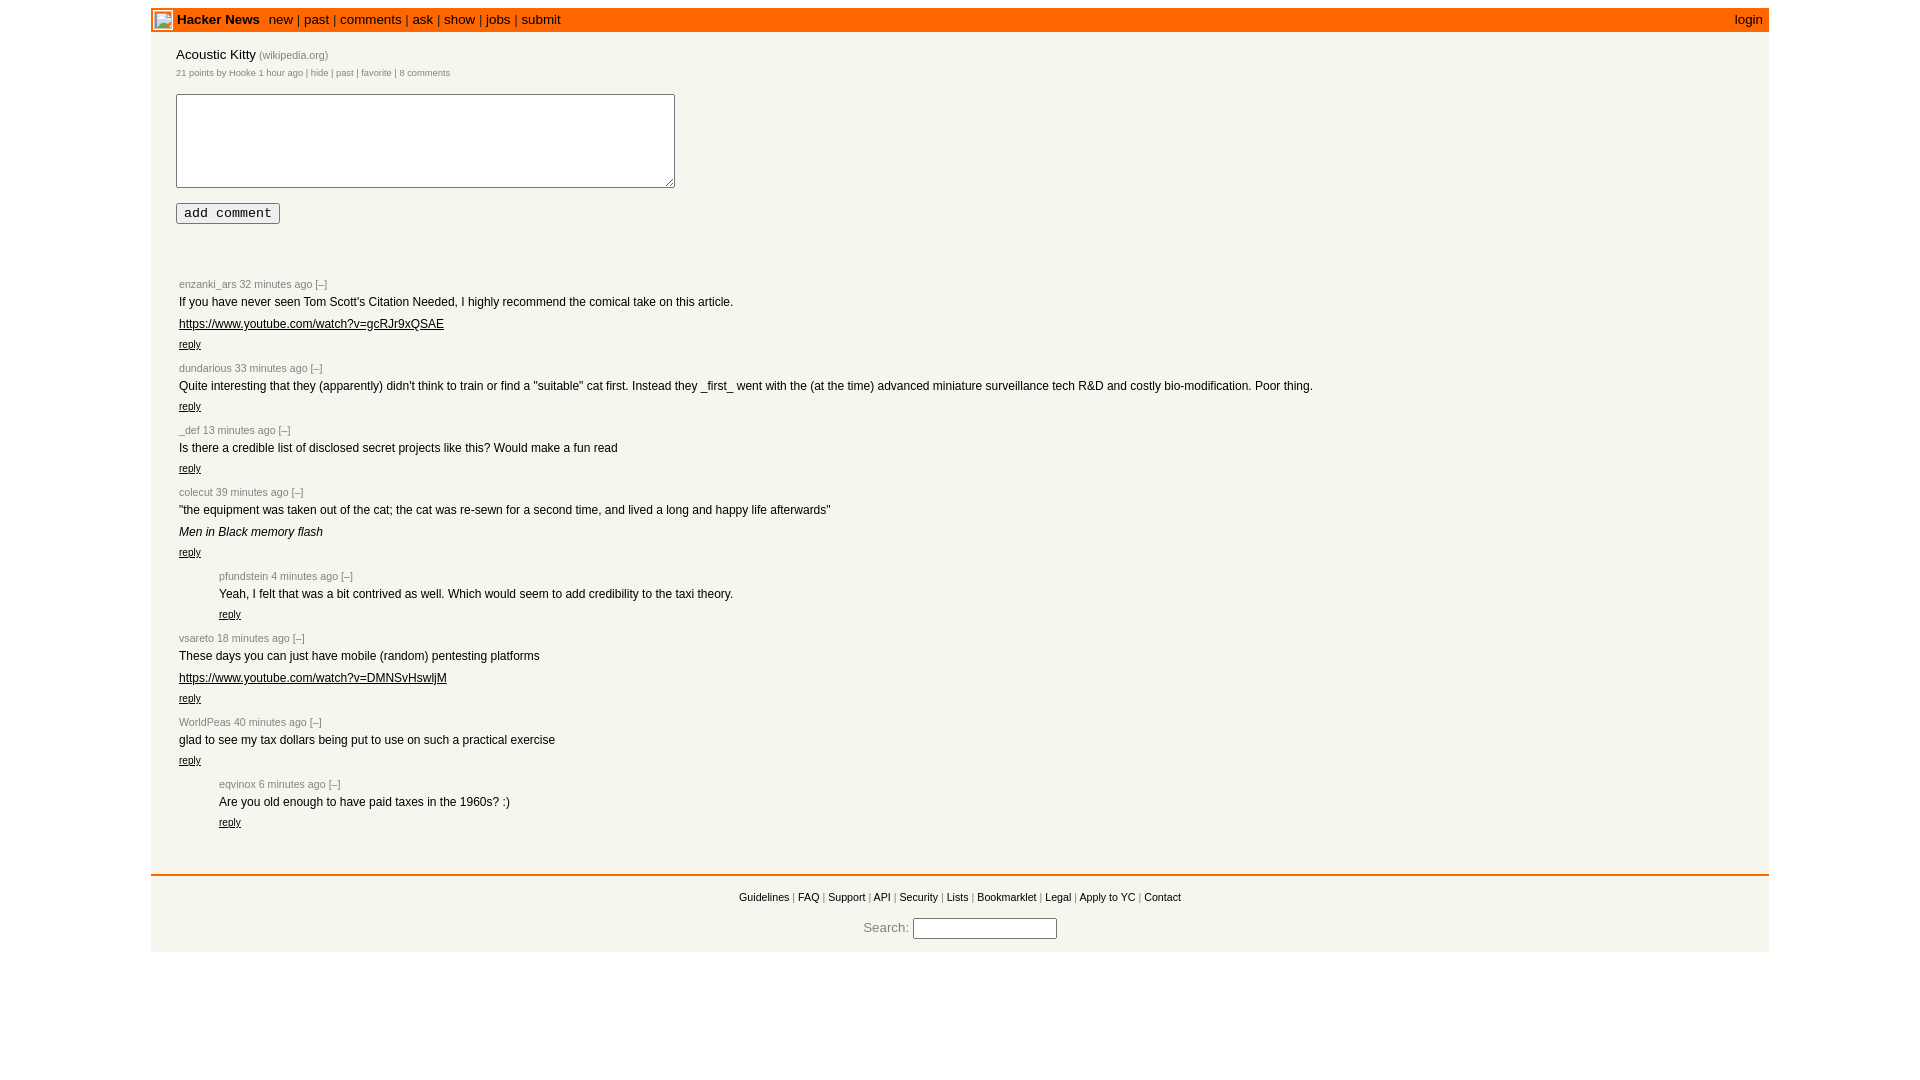 Hacker News new | past | comments | ask | show | jobs | submit login
Acoustic Kitty (wikipedia.org)
21 points by Hooke 1 hour ago | hide | past | favorite | 8 comments
add comment
enzanki_ars 32 minutes ago [–]
If you have never seen Tom Scott's Citation Needed, I highly recommend the comical take on this article.
https://www.youtube.com/watch?v=gcRJr9xQSAE
reply
dundarious 33 minutes ago [–]
Quite interesting that they (apparently) didn't think to train or find a "suitable" cat first. Instead they _first_ went with the (at the time) advanced miniature surveillance tech R&D and costly bio-modification. Poor thing.
reply
_def 13 minutes ago [–]
Is there a credible list of disclosed secret projects like this? Would make a fun read
reply
colecut 39 minutes ago [–]
"the equipment was taken out of the cat; the cat was re-sewn for a second time, and lived a long and happy life afterwards"
Men in Black memory flash
reply
pfundstein 4 minutes ago [–]
Yeah, I felt that was a bit contrived as well. Which would seem to add credibility to the taxi theory.
reply
vsareto 18 minutes ago [–]
These days you can just have mobile (random) pentesting platforms
https://www.youtube.com/watch?v=DMNSvHswljM
reply
WorldPeas 40 minutes ago [–]
glad to see my tax dollars being put to use on such a practical exercise
reply
eqvinox 6 minutes ago [–]
Are you old enough to have paid taxes in the 1960s? :)
reply
Guidelines | FAQ | Support | API | Security | Lists | Bookmarklet | Legal | Apply to YC | Contact
Search: